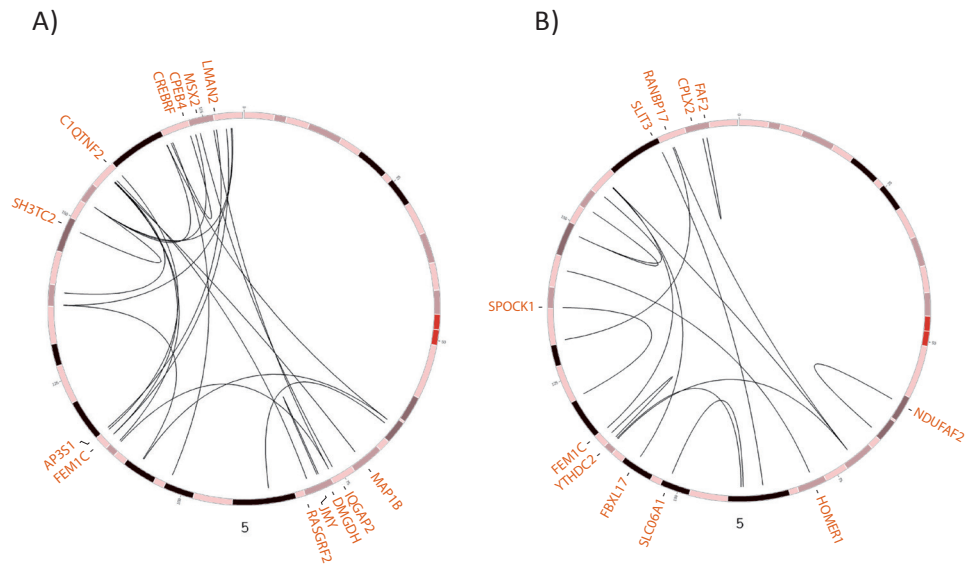 A)
B)
LMAN2
MSX2
CPEB4
CREBRF
C1QTNF2
SH3TC2
AP3S1
FEM1C
MAP1B
IQGAP2
DMGDH
JMY
RASGRF2
5
FAF2
CPLX2
RANBP17
SLIT3
SPOCK1
NDUFAF2
FEM1C
YTHDC2
FBXL17
SLC06A1
HOMER1
5